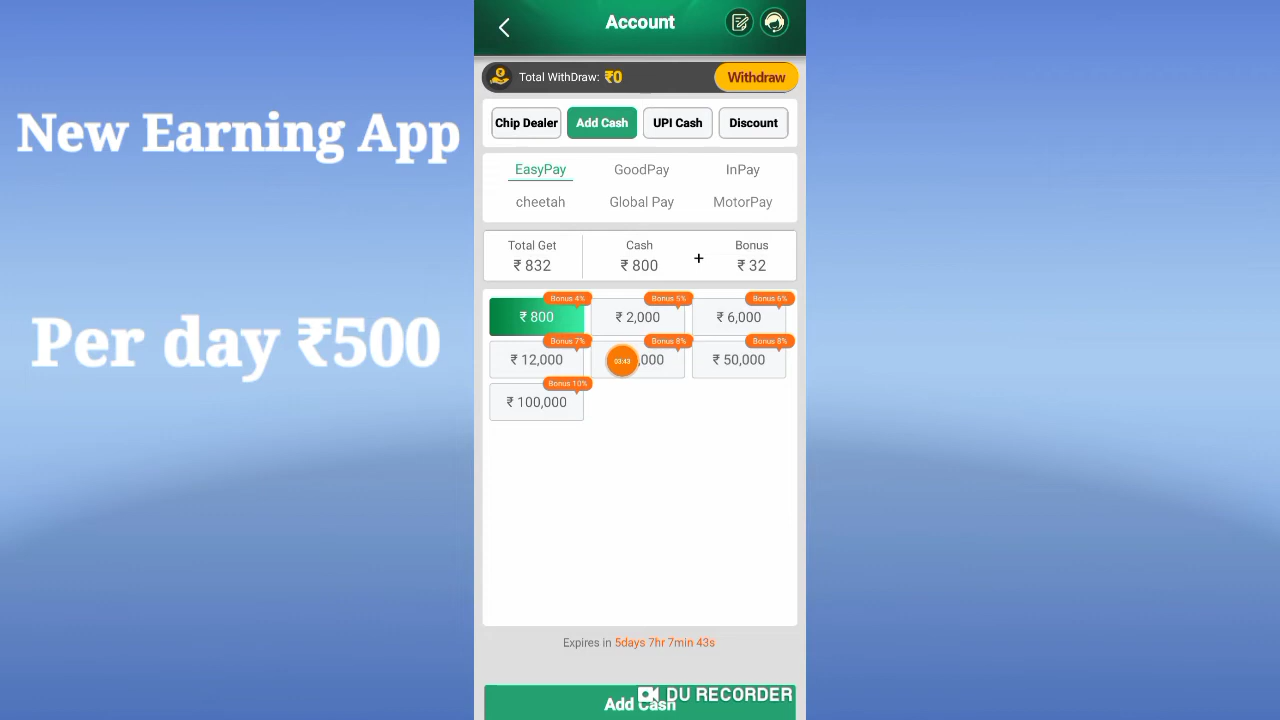 New Earning App
Per day ₹500
Account
Total WithDraw: ₹0
Withdraw
Chip Dealer
Add Cash
UPI Cash
Discount
EasyPay
GoodPay
InPay
cheetah
Global Pay
MotorPay
Total Get
Cash
Bonus
₹ 832
₹ 800
+
₹ 32
Bonus 4%
Bonus 5%
Bonus 6%
₹ 800
₹ 2,000
₹ 6,000
Bonus 7%
Bonus 8%
Bonus 8%
₹ 12,000
03:43
,000
₹ 50,000
Bonus 10%
₹ 100,000
Expires in 5days 7hr 7min 43s
DU RECORDER
Add Cash